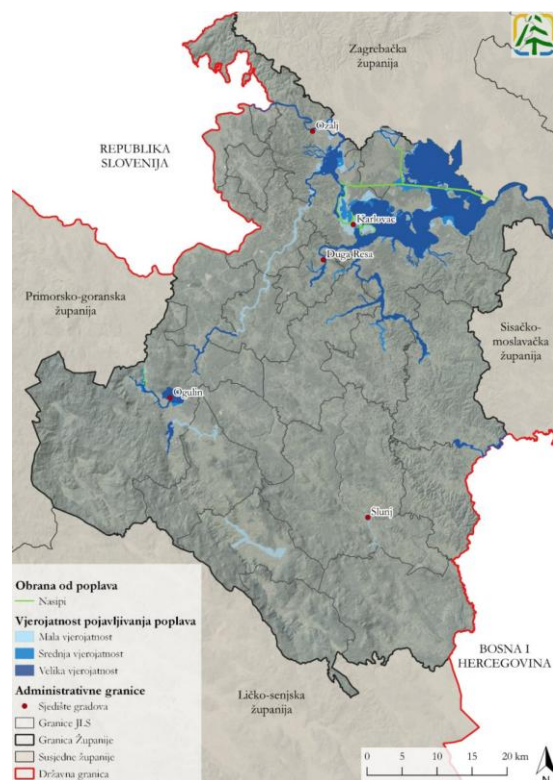 Zagrebačka
županija
Ozalj
REPUBLIKA
SLOVENIJA
Karlovac
Duga Resa
Primorsko-goranska
županija
Sisačko-
moslavačka
županija
Ogulin
Slunj
Obrana od poplava
Nasipi
Vjerojatnost pojavljivanja poplava
Mala vjerojatnost
Srednja vjerojatnost
Velika vjerojatnost
Administrativne granice
Sjedište gradova
Granice JLS
Granica Županije
Susjedne županije
Državna granica
BOSNA I
HERCEGOVINA
Ličko-senjska
županija
0 5 10 20 km
N